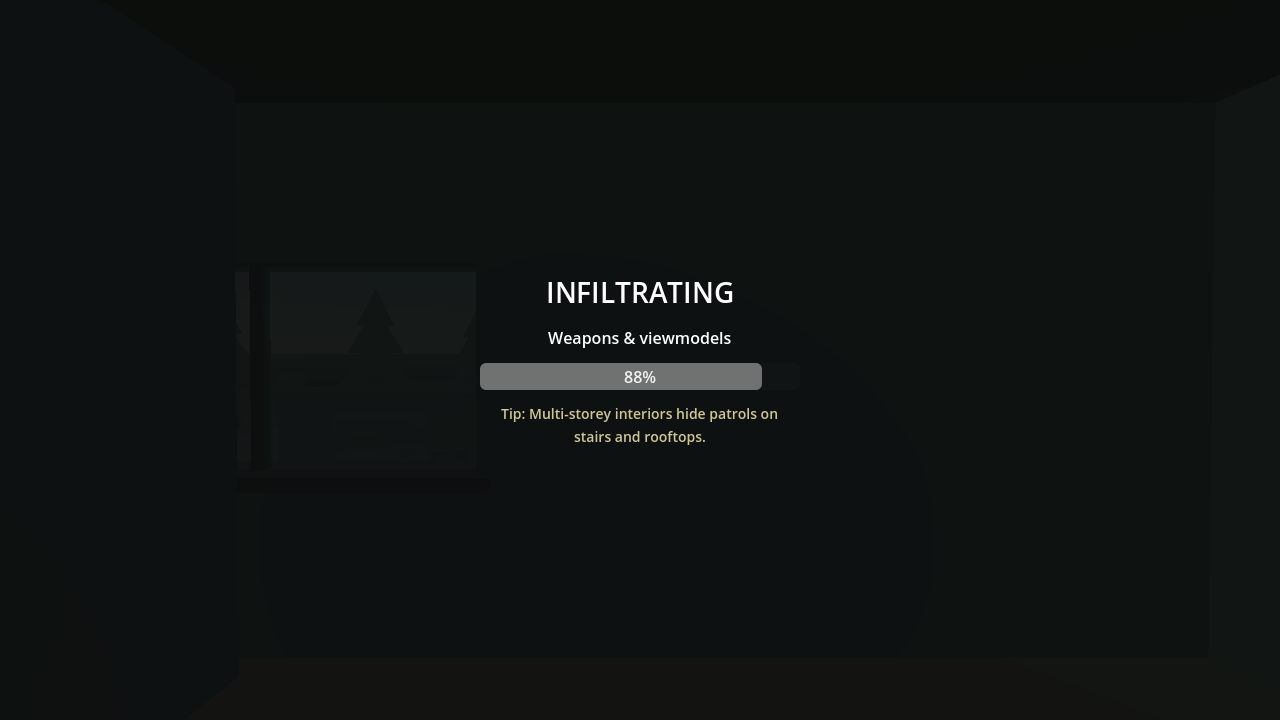 INFILTRATING
Weapons & viewmodels
88%
Tip: Multi-storey interiors hide patrols on
stairs and rooftops.